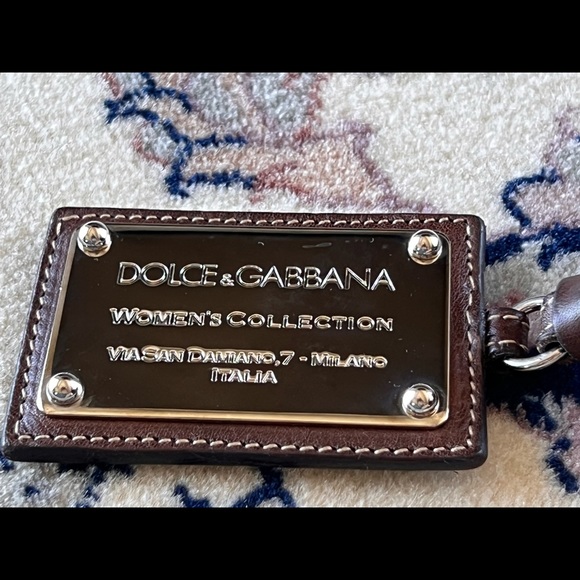 DOLCE & GABBANA
WOMEN'S COLLECTION
VIA SAN DAMIANO, 7 - MILANO
ITALIA